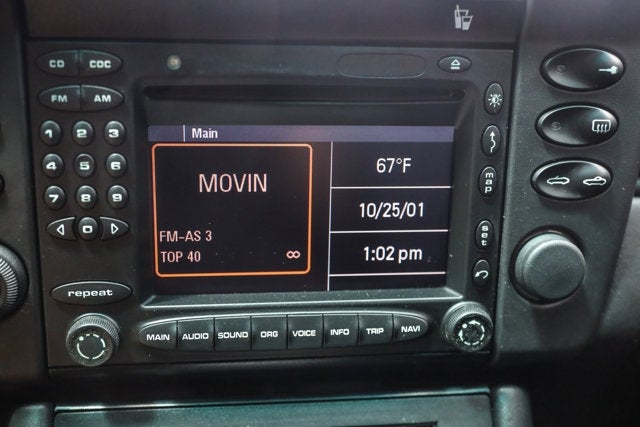 CD CDC
FM AM
1 2 3
4 5 6
7 8 9
0
repeat
Main
MOVIN
FM-AS 3
TOP 40 ∞
67°F
10/25/01
1:02 pm
map
set
MAIN AUDIO SOUND ORG VOICE INFO TRIP NAVI